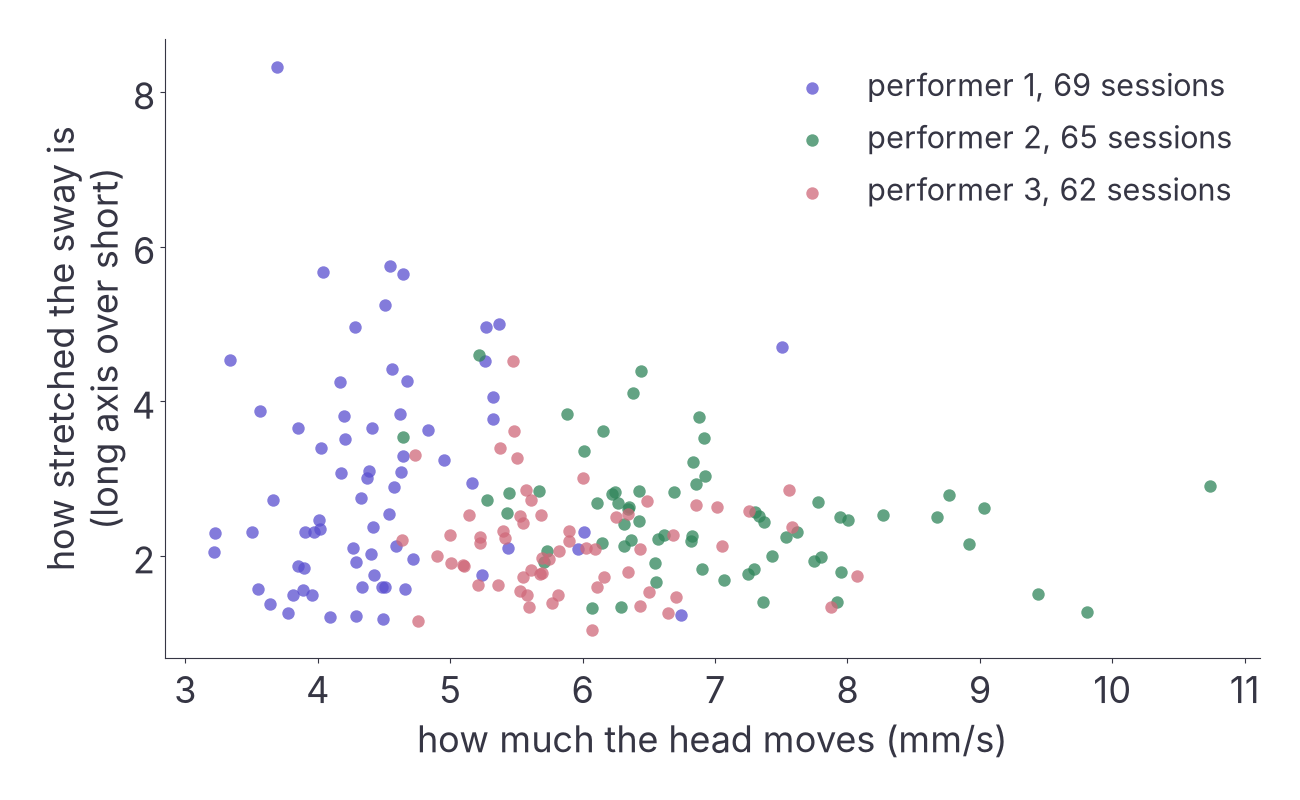 performer 1, 69 sessions
performer 2, 65 sessions
performer 3, 62 sessions
how stretched the sway is
(long axis over short)
8
6
4
2
3 4 5 6 7 8 9 10 11
how much the head moves (mm/s)